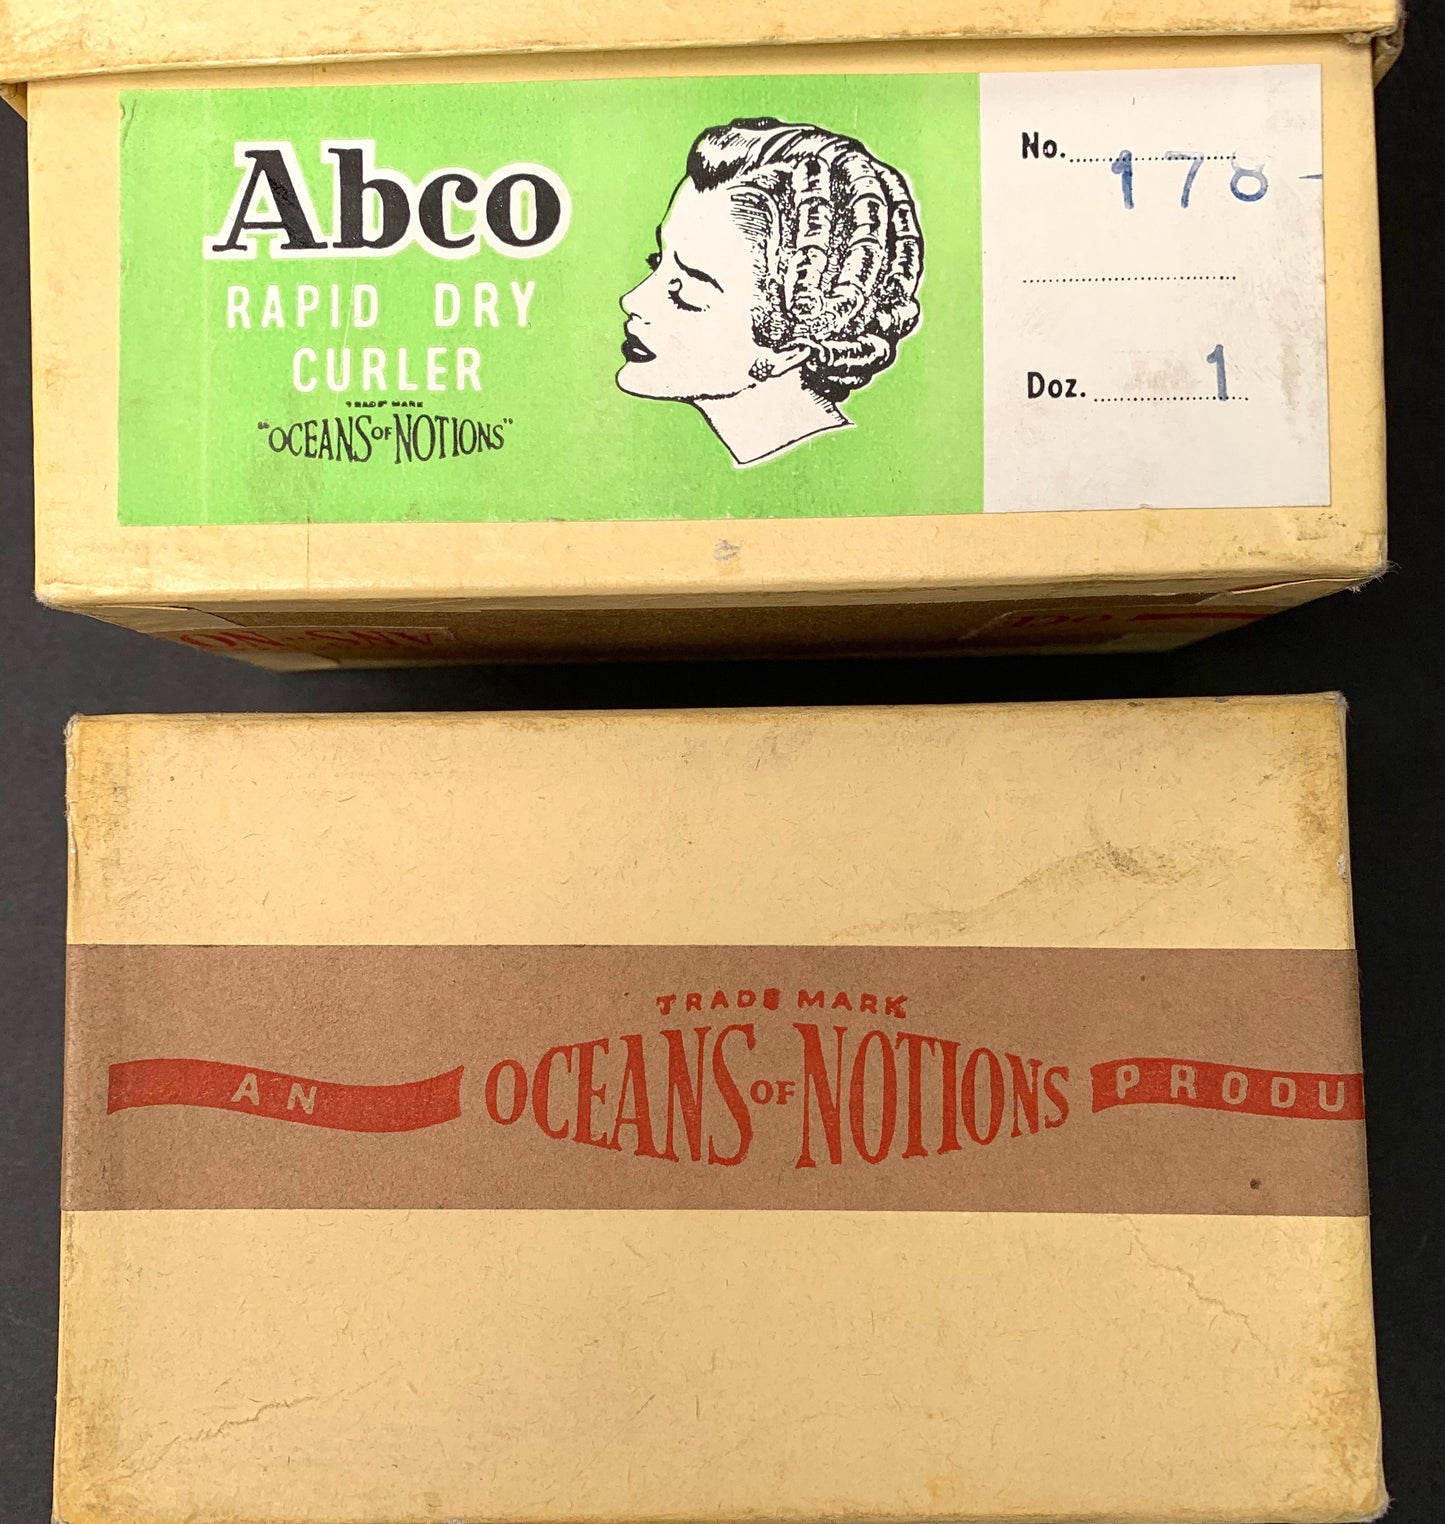 Abco
RAPID DRY
CURLER
TRADE MARK
"OCEANS OF NOTIONS"
No. 178-
Doz. 1
TRADE MARK
AN OCEANS OF NOTIONS PRODU